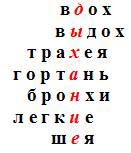 вдох
выдох
трахея
гортань
бронхи
легкие
шея